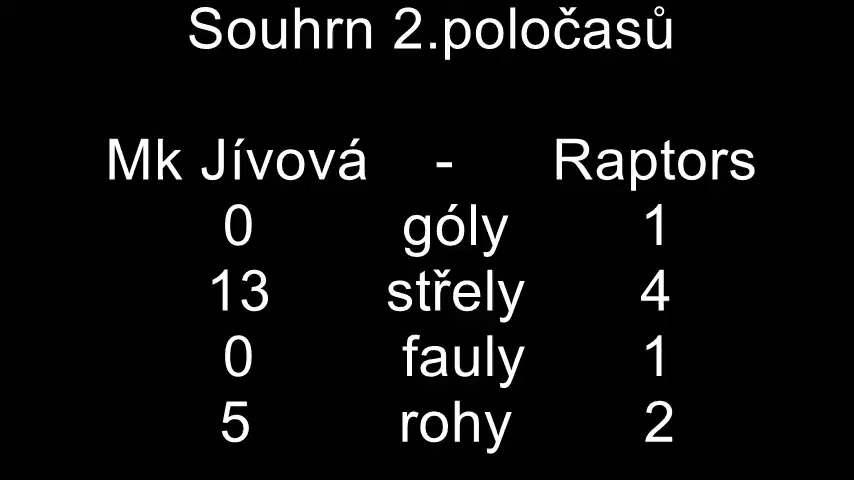 Souhrn 2.poločasů
Mk Jívová - Raptors
0 góly 1
13 střely 4
0 fauly 1
5 rohy 2